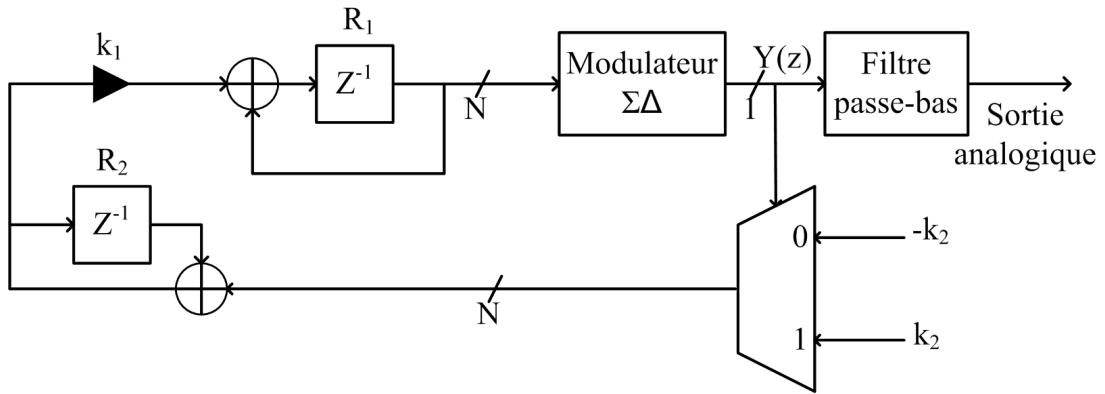 k₁
R₁
Z⁻¹
N
Modulateur
ΣΔ
Y(z)
1
Filtre
passe-bas
Sortie
analogique
R₂
Z⁻¹
N
0
-k₂
1
k₂